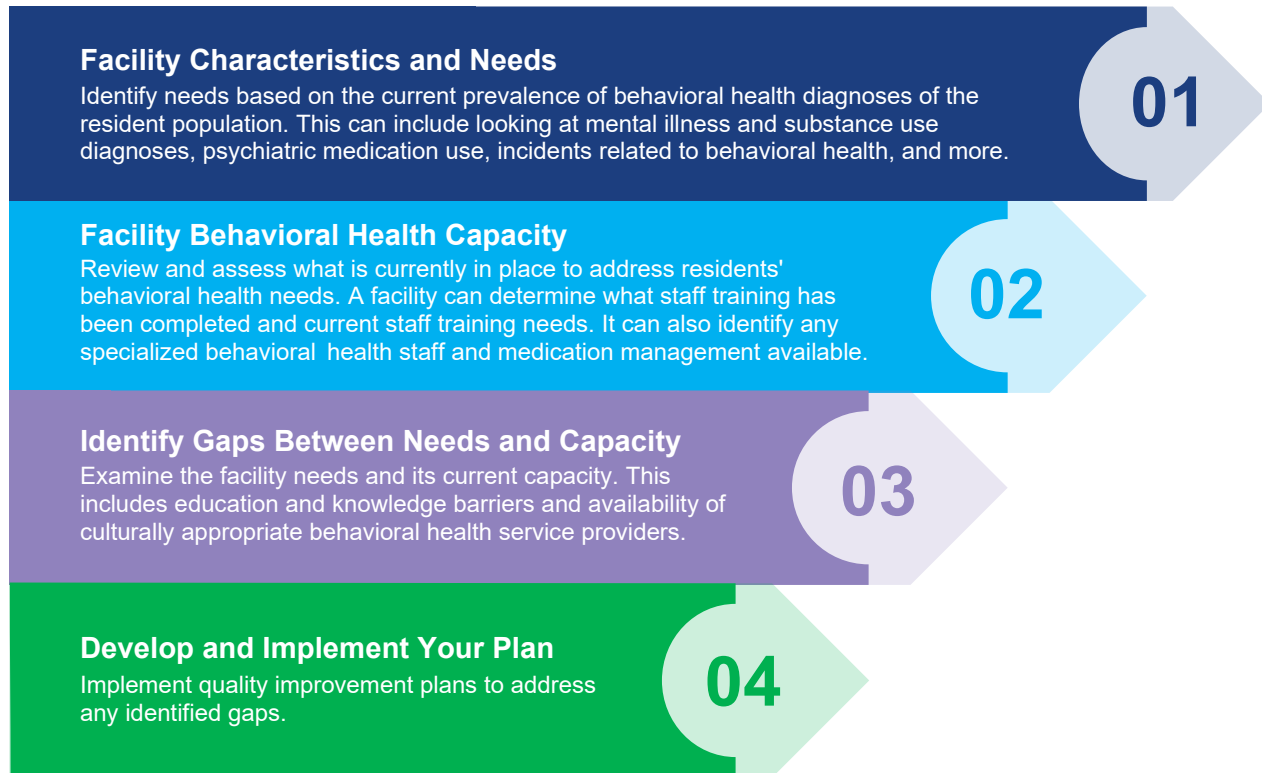 Facility Characteristics and Needs
Identify needs based on the current prevalence of behavioral health diagnoses of the
resident population. This can include looking at mental illness and substance use
diagnoses, psychiatric medication use, incidents related to behavioral health, and more.
01
Facility Behavioral Health Capacity
Review and assess what is currently in place to address residents'
behavioral health needs. A facility can determine what staff training has
been completed and current staff training needs. It can also identify any
specialized behavioral health staff and medication management available.
02
Identify Gaps Between Needs and Capacity
Examine the facility needs and its current capacity. This
includes education and knowledge barriers and availability of
culturally appropriate behavioral health service providers.
03
Develop and Implement Your Plan
Implement quality improvement plans to address
any identified gaps.
04